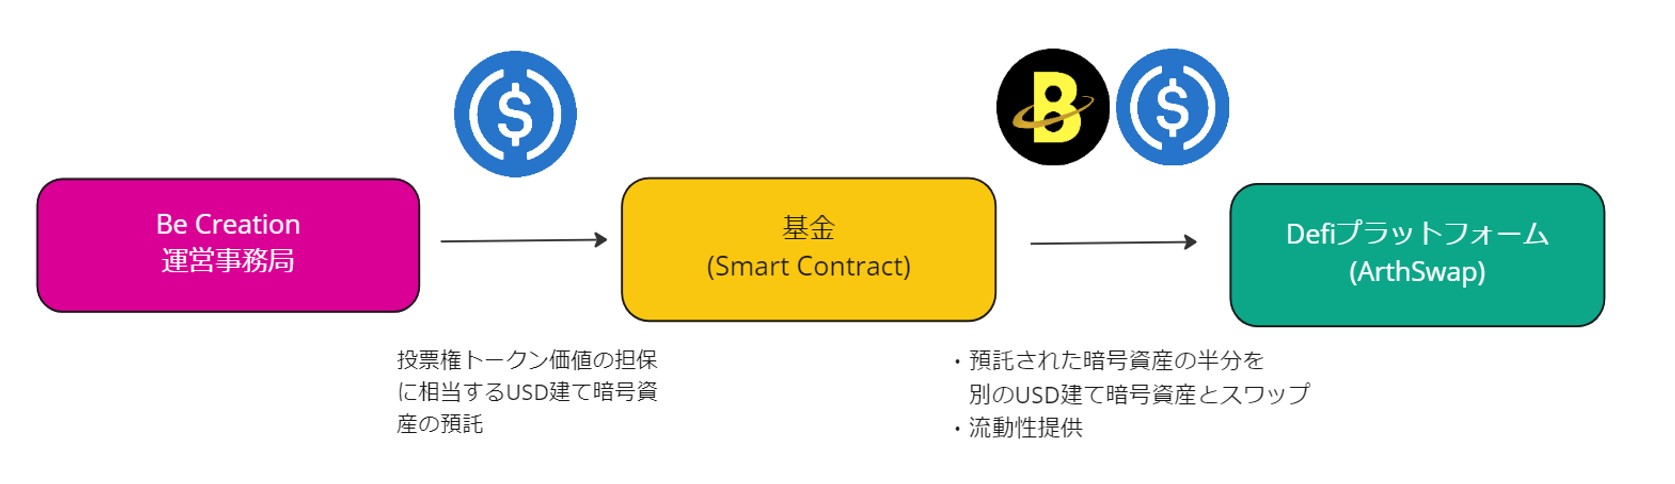 Be Creation
運営事務局
基金
(Smart Contract)
Defiプラットフォーム
(ArthSwap)
投票権トークン価値の担保
に相当するUSD建て暗号資
産の預託
・預託された暗号資産の半分を
別のUSD建て暗号資産とスワップ
・流動性提供